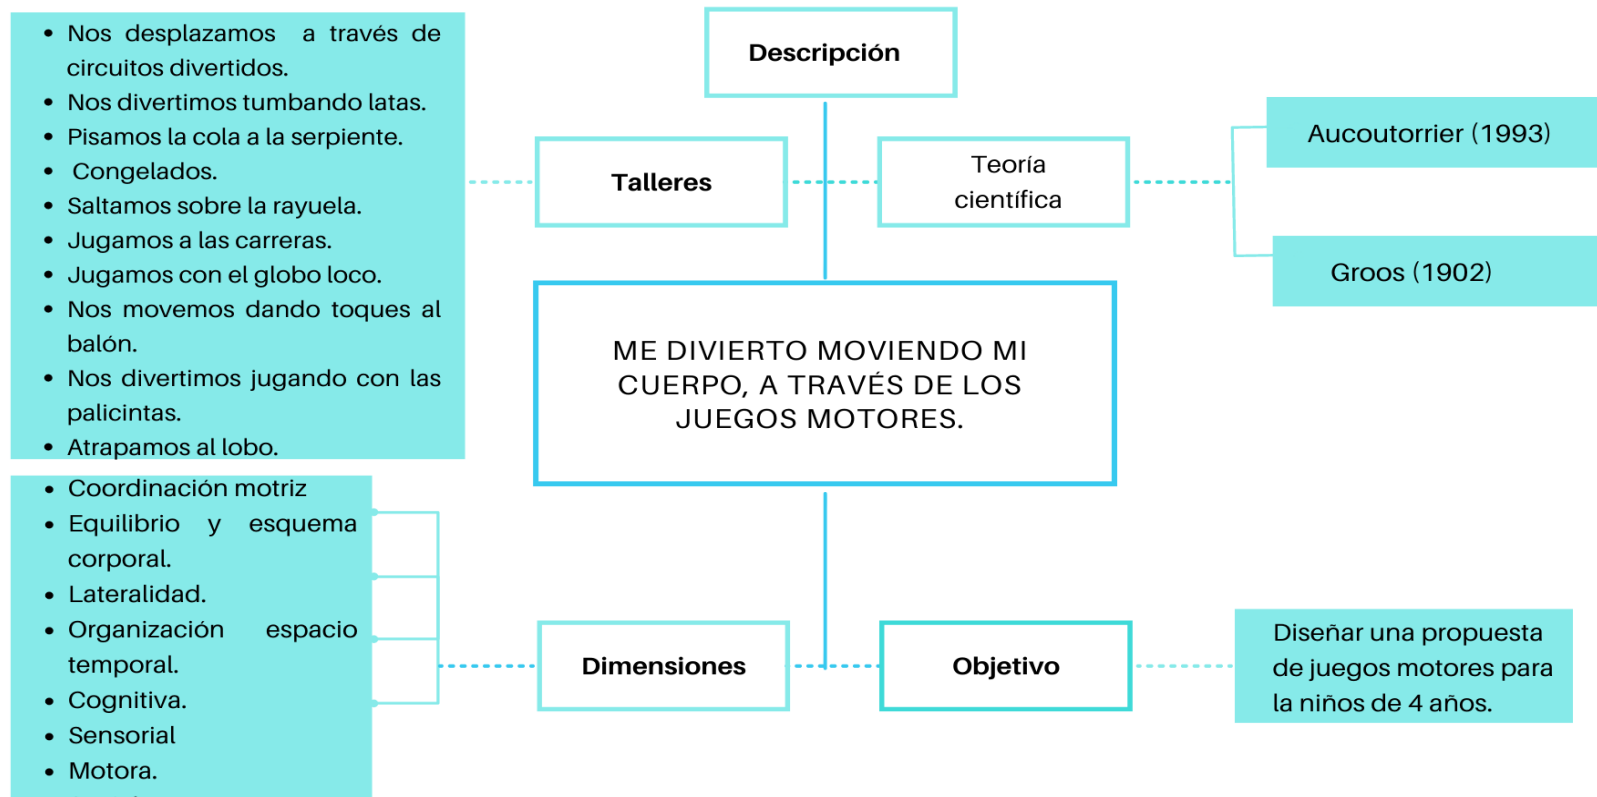 Descripción
Talleres
• Nos desplazamos a través de
circuitos divertidos.
• Nos divertimos tumbando latas.
• Pisamos la cola a la serpiente.
• Congelados.
• Saltamos sobre la rayuela.
• Jugamos a las carreras.
• Jugamos con el globo loco.
• Nos movemos dando toques al
balón.
• Nos divertimos jugando con las
palicintas.
• Atrapamos al lobo.
Teoría
científica
Aucoutorrier (1993)
Groos (1902)
ME DIVIERTO MOVIENDO MI
CUERPO, A TRAVÉS DE LOS
JUEGOS MOTORES.
Dimensiones
• Coordinación motriz
• Equilibrio y esquema
corporal.
• Lateralidad.
• Organización espacio
temporal.
• Cognitiva.
• Sensorial
• Motora.
Objetivo
Diseñar una propuesta
de juegos motores para
la niños de 4 años.